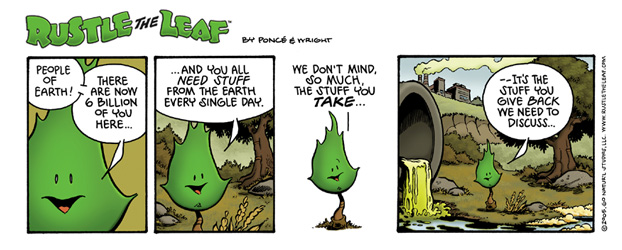 RUSTLE THE LEAF™
BY PONCÉ & WRIGHT
PEOPLE
OF
EARTH!
THERE
ARE NOW
6 BILLION
OF YOU
HERE...
...AND YOU ALL
NEED STUFF
FROM THE EARTH
EVERY SINGLE DAY.
WE DON'T MIND,
SO MUCH,
THE STUFF YOU
TAKE...
--IT'S THE
STUFF YOU
GIVE BACK
WE NEED TO
DISCUSS...
©2005. GO NATURL STUDIOS, LLC. WWW.RUSTLETHELEAF.COM